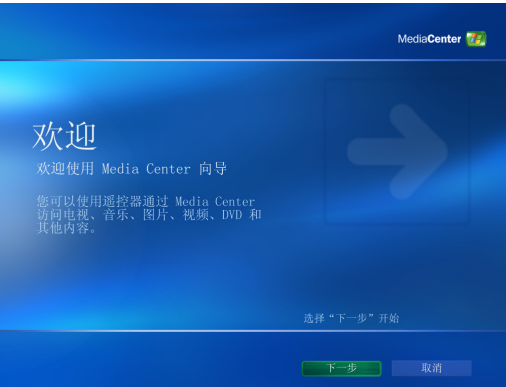 MediaCenter
欢迎
欢迎使用 Media Center 向导
您可以使用遥控器通过 Media Center
访问电视、音乐、图片、视频、DVD 和
其他内容。
选择“下一步”开始
下一步 取消